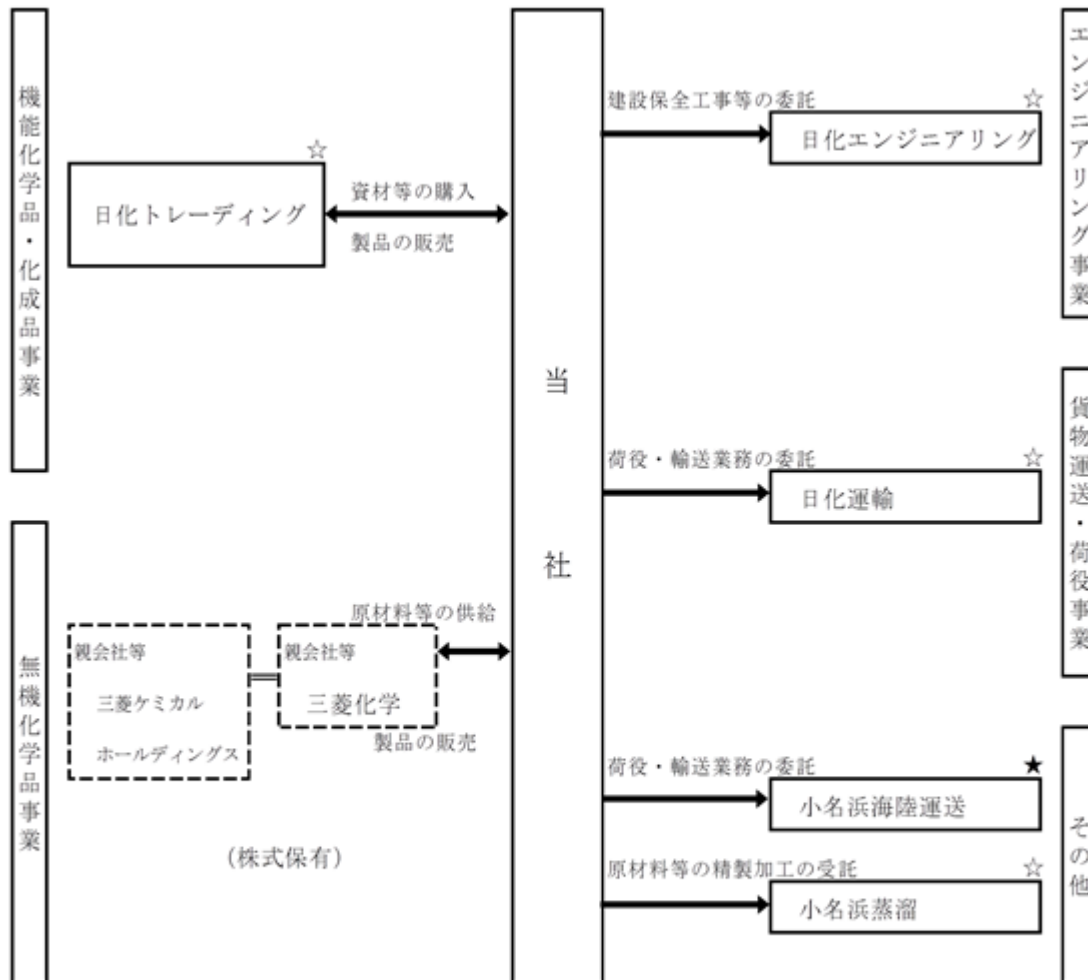 機能化学品・化成品事業
☆
日化トレーディング
資材等の購入
製品の販売
無機化学品事業
親会社等
三菱ケミカル
ホールディングス
親会社等
三菱化学
原材料等の供給
製品の販売
(株式保有)
当社
建設保全工事等の委託
☆
日化エンジニアリング
エンジニアリング事業
荷役・輸送業務の委託
☆
日化運輸
貨物運送・荷役事業
荷役・輸送業務の委託
★
小名浜海陸運送
原材料等の精製加工の受託
☆
小名浜蒸溜
その他